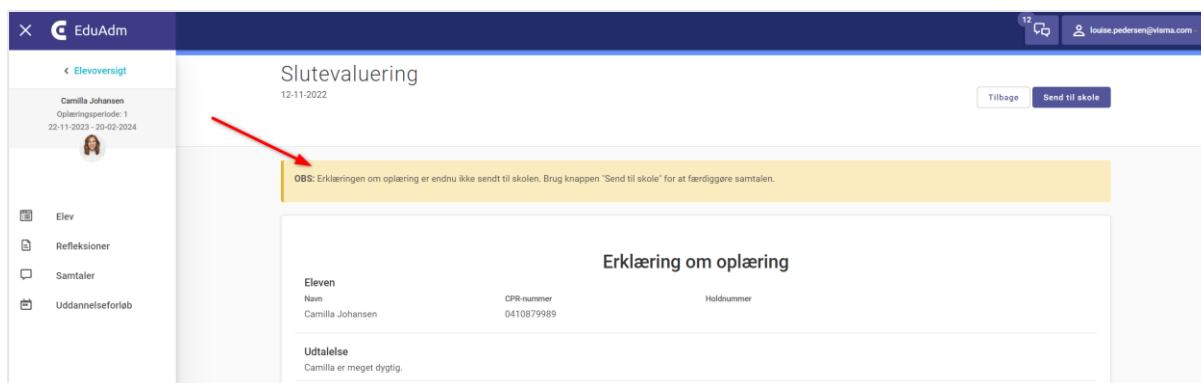 EduAdm
12
louise.pedersen@visma.com
Elevoversigt
Camilla Johansen
Oplæringsperiode: 1
22-11-2023 - 20-02-2024
Elev
Refleksioner
Samtaler
Uddannelseforløb
Slutevaluering
12-11-2022
Tilbage
Send til skole
OBS: Erklæringen om oplæring er endnu ikke sendt til skolen. Brug knappen "Send til skole" for at færdiggøre samtalen.
Erklæring om oplæring
Eleven
Navn CPR-nummer Holdnummer
Camilla Johansen 0410879989
Udtalelse
Camilla er meget dygtig.